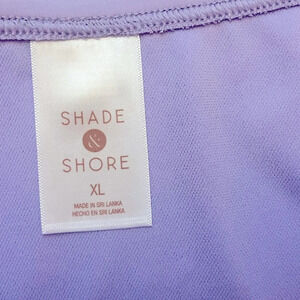 SHADE
&
SHORE
XL
MADE IN SRI LANKA
HECHO EN SRI LANKA